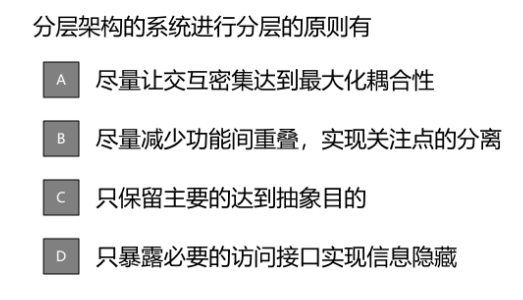 分层架构的系统进行分层的原则有
A 尽量让交互密集达到最大化耦合性
B 尽量减少功能间重叠，实现关注点的分离
C 只保留主要的达到抽象目的
D 只暴露必要的访问接口实现信息隐藏